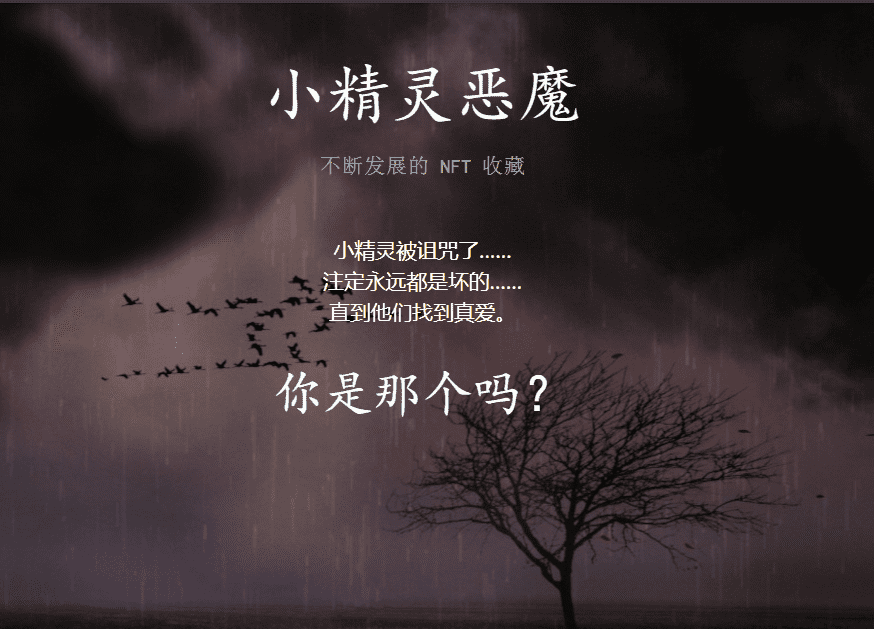 小精灵恶魔
不断发展的 NFT 收藏
小精灵被诅咒了......
注定永远都是坏的......
直到他们找到真爱。
你是那个吗？